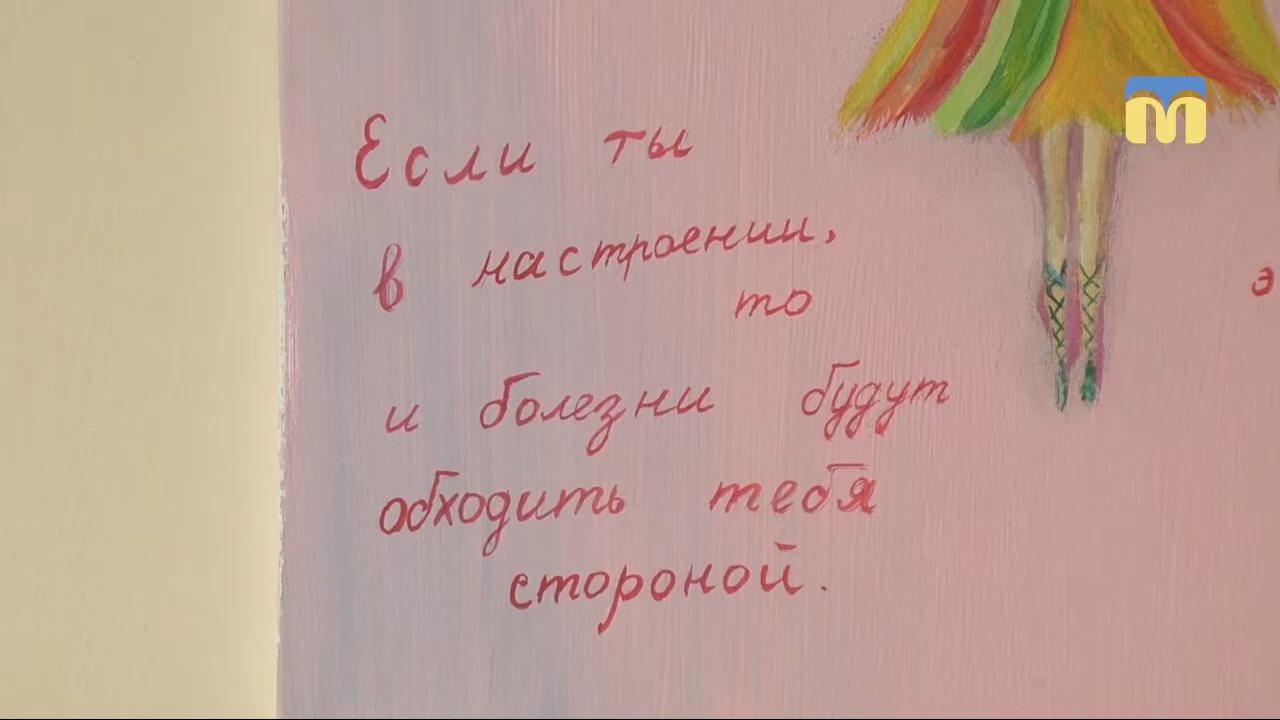 Если ты
в настроении,
то
и болезни будут
обходить тебя
стороной.
э
m